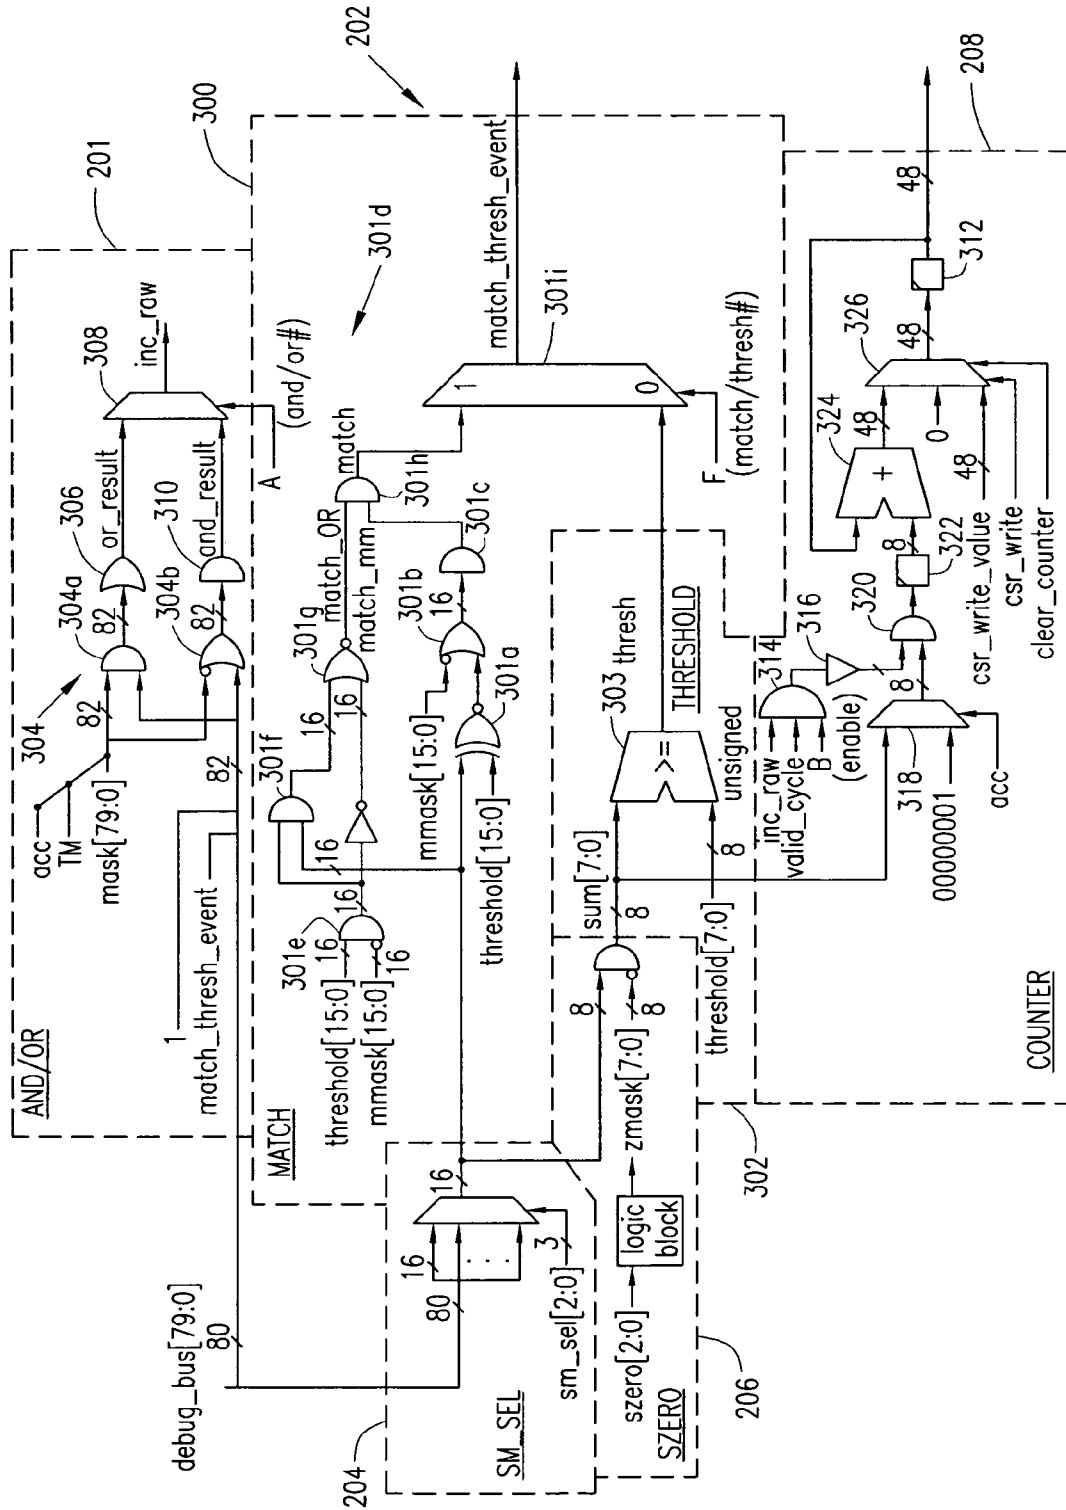 AND/OR
201
acc
TM
mask[79:0]
1
match_thresh_event
82
82
304
304a
82
304b
82
306
or_result
310
and_result
308
inc_raw
A
(and/or#)
300
202
debug_bus[79:0]
80
MATCH
threshold[15:0]
16
mmask[15:0]
16
301e
16
16
301f
16
16
301g
match_OR
match_mm
match
301h
301d
mmask[15:0]
threshold[15:0]
301a
301b
16
301c
1
0
301i
match_thresh_event
F
(match/thresh#)
204
80
16
. . .
3
sm_sel[2:0]
16
SM_SEL
szero[2:0]
logic
block
zmask[7:0]
8
8
SZERO
206
302
sum[7:0]
8
threshold[7:0]
8
303
thresh
>=
unsigned
THRESHOLD
inc_raw
valid_cycle
B
(enable)
314
316
00000001
318
acc
8
320
8
322
324
+
48
0
48
csr_write_value
csr_write
clear_counter
326
48
312
48
208
COUNTER